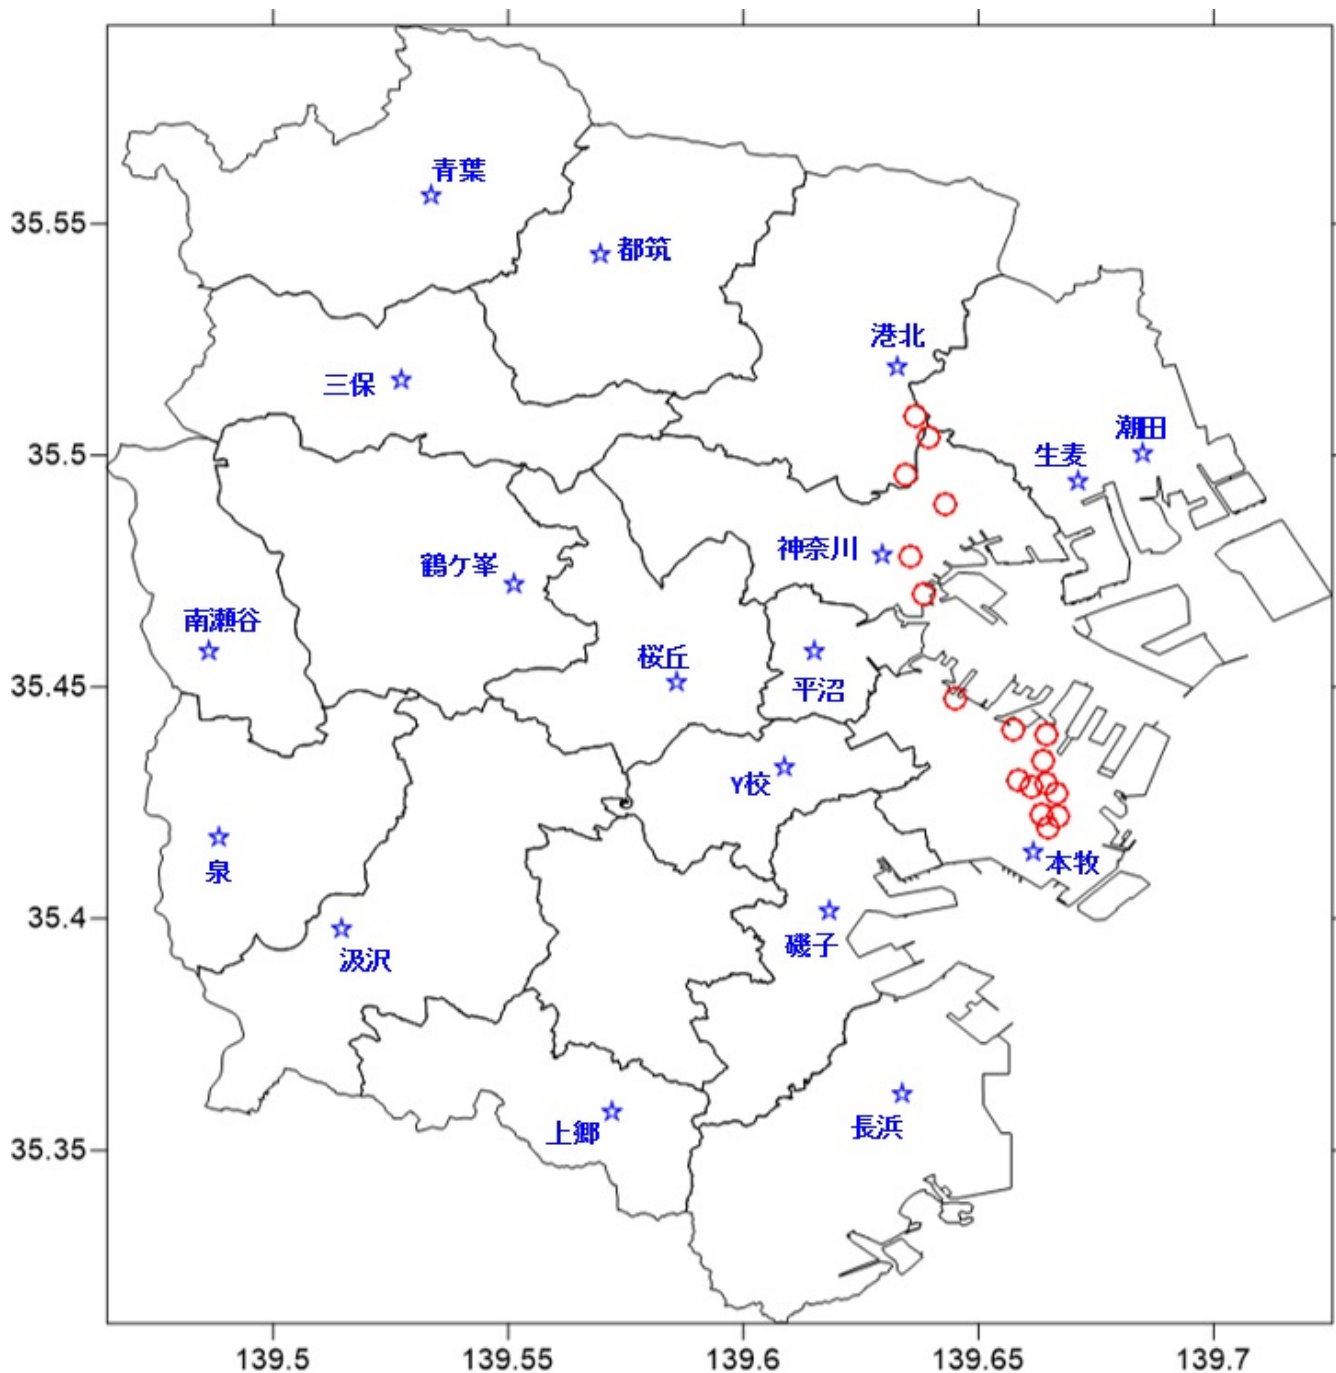 青葉
35.55
都筑
港北
三保
潮田
35.5
生麦
神奈川
鶴ケ峯
南瀬谷
桜丘
35.45
平沼
Y校
本牧
泉
35.4
磯子
汲沢
長浜
上郷
35.35
139.5
139.55
139.6
139.65
139.7